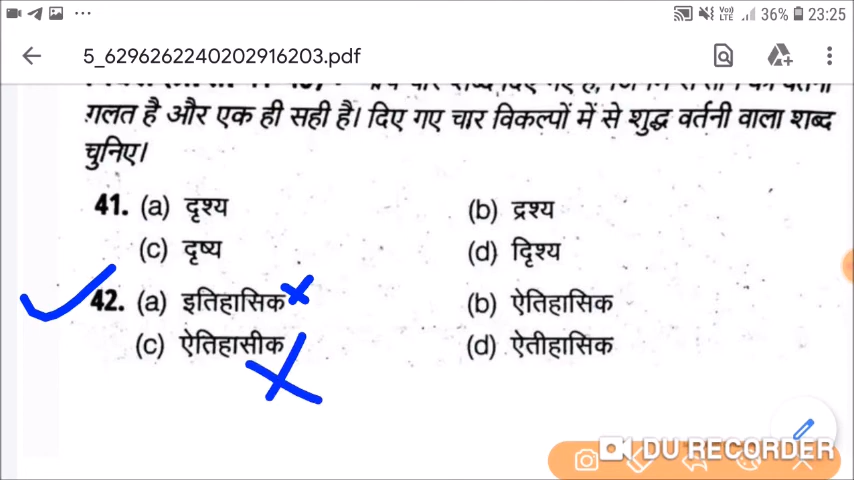 36% 23:25
5_6296262240202916203.pdf
ग़लत है और एक ही सही है। दिए गए चार विकल्पों में से शुद्ध वर्तनी वाला शब्द
चुनिए।
41. (a) दृश्य (b) द्रश्य
(c) दृष्य (d) दृिश्य
42. (a) इतिहासिक (b) ऐतिहासिक
(c) ऐतिहासीक (d) ऐतीहासिक
DU RECORDER